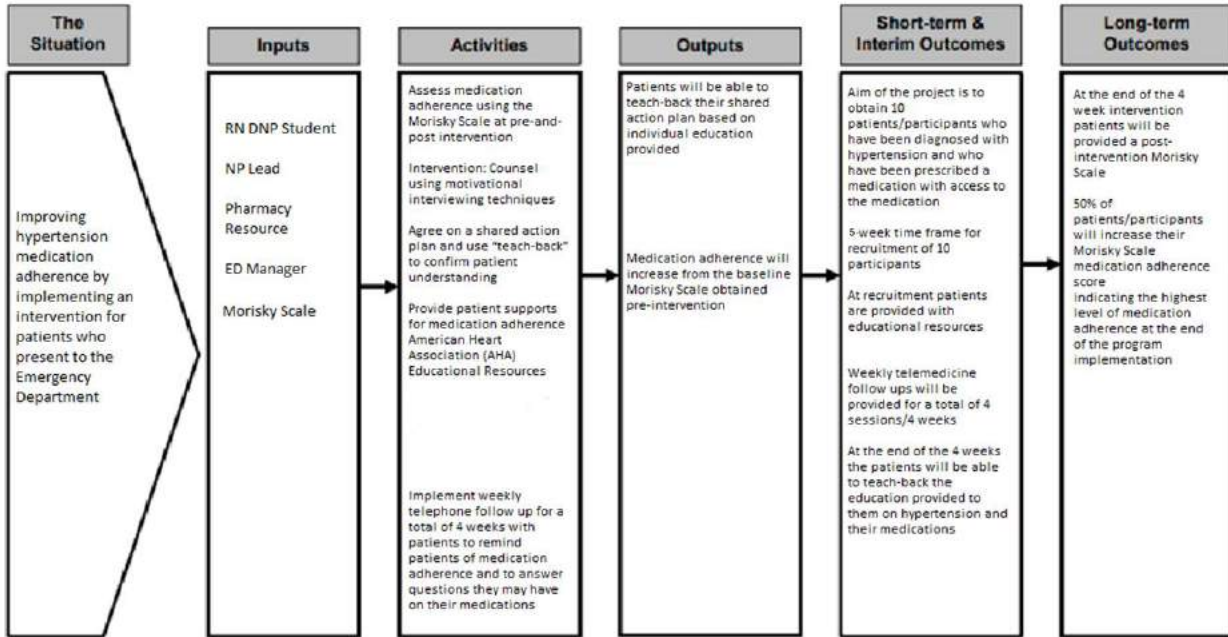 The
Situation
Improving
hypertension
medication
adherence by
implementing an
intervention for
patients who
present to the
Emergency
Department
Inputs
RN DNP Student
NP Lead
Pharmacy
Resource
ED Manager
Morisky Scale
Activities
Assess medication
adherence using the
Morisky Scale at pre-and-
post intervention
Intervention: Counsel
using motivational
interviewing techniques
Agree on a shared action
plan and use “teach-back”
to confirm patient
understanding
Provide patient supports
for medication adherence
American Heart
Association (AHA)
Educational Resources
Implement weekly
telephone follow up for a
total of 4 weeks with
patients to remind
patients of medication
adherence and to answer
questions they may have
on their medications
Outputs
Patients will be able to
teach-back their shared
action plan based on
individual education
provided
Medication adherence will
increase from the baseline
Morisky Scale obtained
pre-intervention
Short-term &
Interim Outcomes
Aim of the project is to
obtain 10
patients/participants who
have been diagnosed with
hypertension and who
have been prescribed a
medication with access to
the medication
5-week time frame for
recruitment of 10
participants
At recruitment patients
are provided with
educational resources
Weekly telemedicine
follow ups will be
provided for a total of 4
sessions/4 weeks
At the end of the 4 weeks
the patients will be able
to teach-back the
education provided to
them on hypertension and
their medications
Long-term
Outcomes
At the end of the 4
week intervention
patients will be
provided a post-
intervention Morisky
Scale
50% of
patients/participants
will increase their
Morisky Scale
medication adherence
score
indicating the highest
level of medication
adherence at the end
of the program
implementation